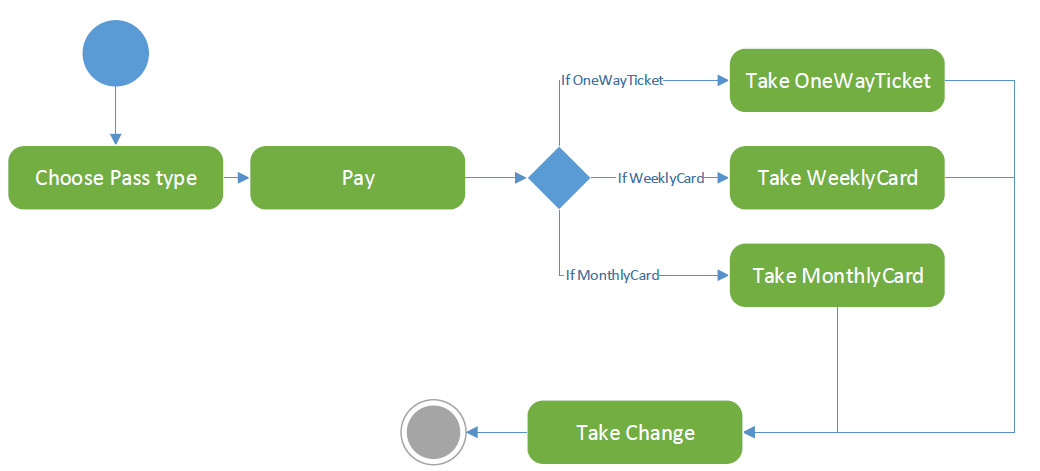 If OneWayTicket
Take OneWayTicket
Choose Pass type
Pay
If WeeklyCard
Take WeeklyCard
If MonthlyCard
Take MonthlyCard
Take Change